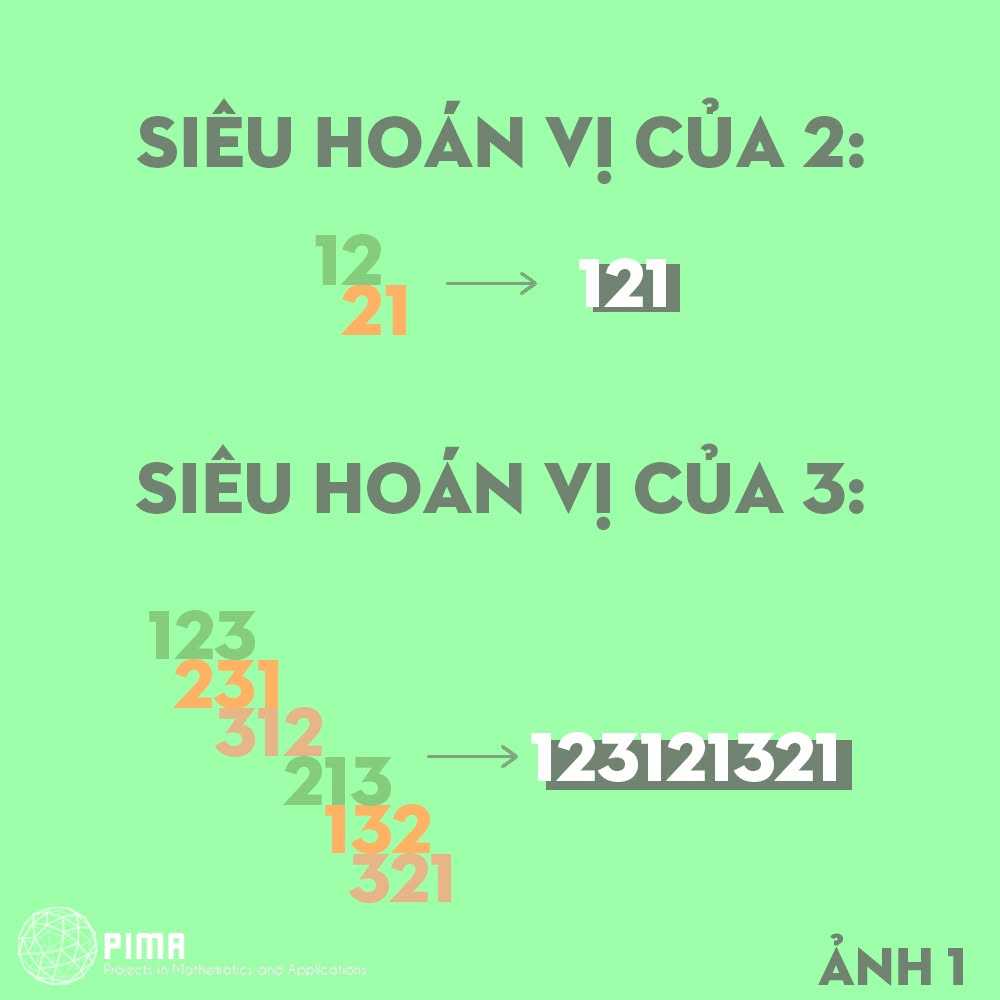 SIÊU HOÁN VỊ CỦA 2:
12
21
121
SIÊU HOÁN VỊ CỦA 3:
123
231
312
213
132
321
123121321
PIMA
Projects in Mathematics and Applications
ẢNH 1